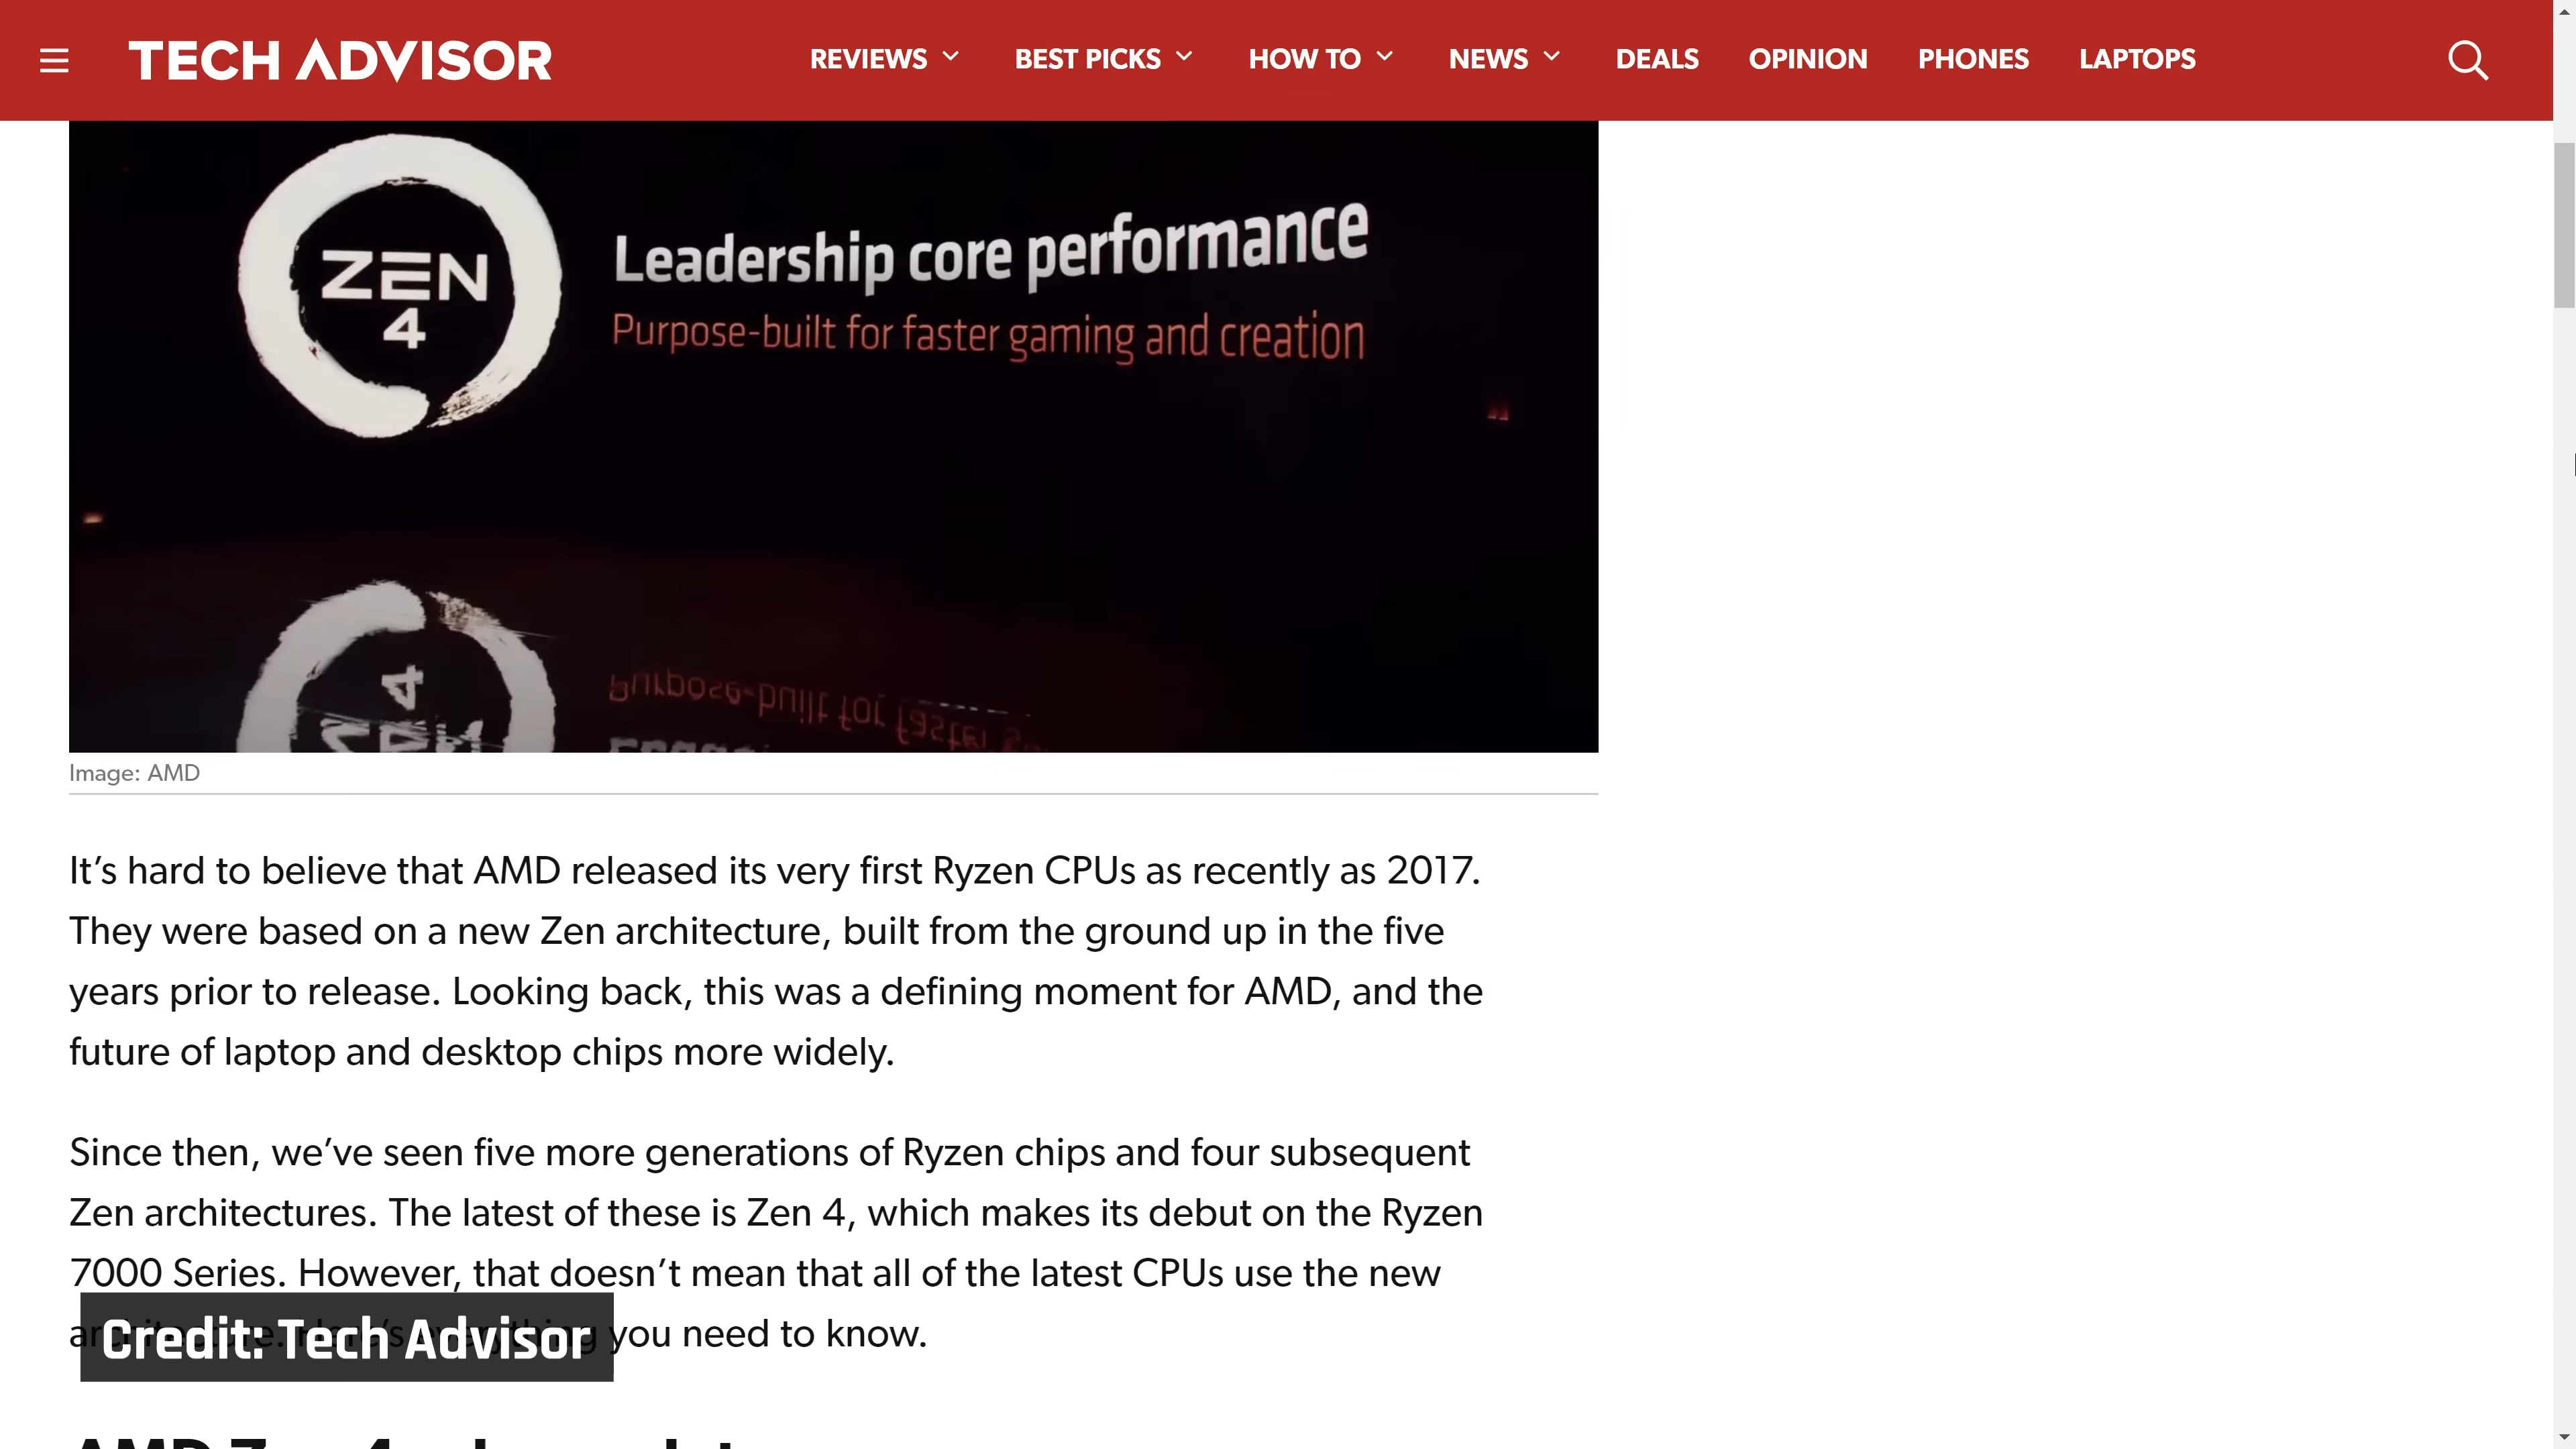 TECH ADVISOR
REVIEWS
BEST PICKS
HOW TO
NEWS
DEALS
OPINION
PHONES
LAPTOPS
ZEN
4
Leadership core performance
Purpose-built for faster gaming and creation
Image: AMD
It’s hard to believe that AMD released its very first Ryzen CPUs as recently as 2017.
They were based on a new Zen architecture, built from the ground up in the five
years prior to release. Looking back, this was a defining moment for AMD, and the
future of laptop and desktop chips more widely.
Since then, we’ve seen five more generations of Ryzen chips and four subsequent
Zen architectures. The latest of these is Zen 4, which makes its debut on the Ryzen
7000 Series. However, that doesn’t mean that all of the latest CPUs use the new
you need to know.
Credit: Tech Advisor
AMD Zen 4